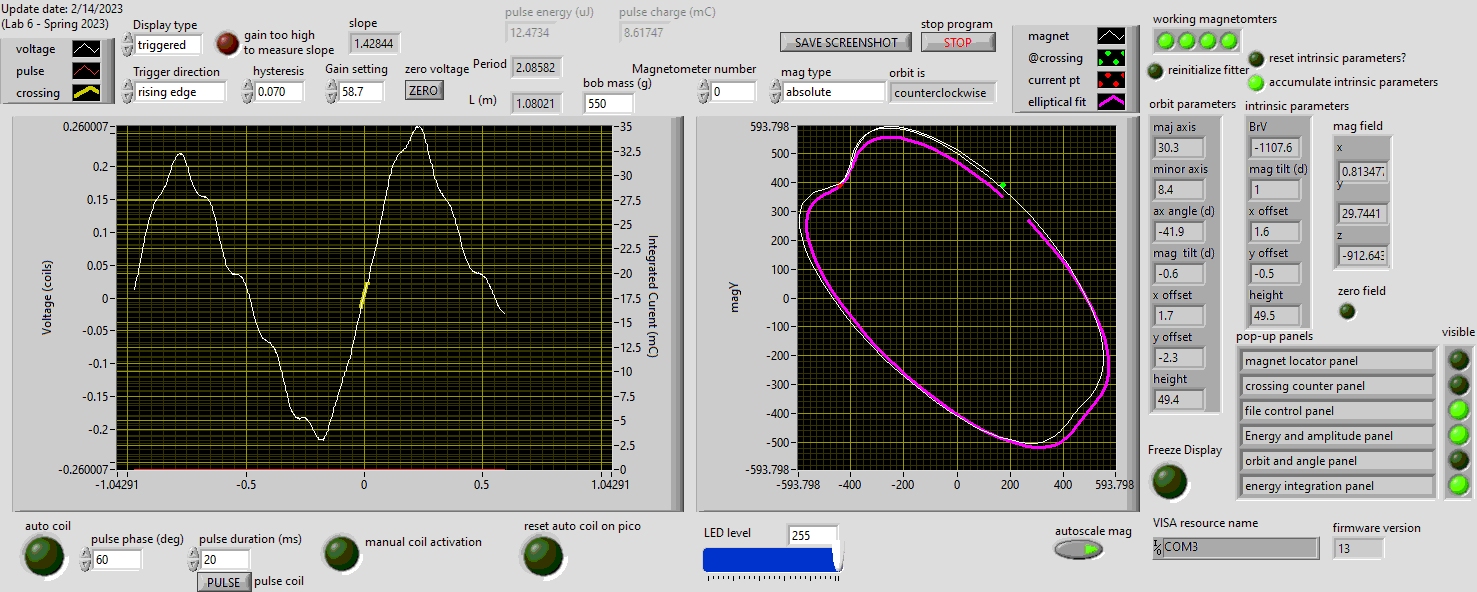 Update date: 2/14/2023
(Lab 6 - Spring 2023)
voltage
pulse
crossing
Display type
triggered
Trigger direction
rising edge
gain too high
to measure slope
hysteresis
0.070
slope
1.42844
Gain setting
58.7
zero voltage
ZERO
pulse energy (uJ)
12.4734
pulse charge (mC)
8.61747
Period
2.08582
L (m)
1.08021
bob mass (g)
550
Magnetometer number
0
mag type
absolute
SAVE SCREENSHOT
stop program
STOP
orbit is
counterclockwise
magnet
@crossing
current pt
elliptical fit
working magnetomters
reinitialize fitter
reset intrinsic parameters?
accumulate intrinsic parameters
Voltage (coils)
0.260007
0.2
0.15
0.1
0.05
0
-0.05
-0.1
-0.15
-0.2
-0.260007
-1.04291
-0.5
0
0.5
1.04291
35
32.5
30
27.5
25
22.5
20
17.5
15
12.5
10
7.5
5
2.5
0
Integrated Current (mC)
magy
593.798
500
400
300
200
100
0
-100
-200
-300
-400
-500
-593.798
-593.798
-400
-200
0
200
400
593.798
orbit parameters
maj axis
30.3
minor axis
8.4
ax angle (d)
-41.9
mag tilt (d)
-0.6
x offset
1.7
y offset
-2.3
height
49.4
intrinsic parameters
BrV
-1107.6
mag tilt (d)
1
x offset
1.6
y offset
-0.5
height
49.5
mag field
x
0.813477
y
29.7441
z
-912.643
zero field
pop-up panels
visible
magnet locator panel
crossing counter panel
file control panel
Energy and amplitude panel
orbit and angle panel
energy integration panel
Freeze Display
auto coil
pulse phase (deg)
60
pulse duration (ms)
20
PULSE
pulse coil
manual coil activation
reset auto coil on pico
LED level
255
autoscale mag
VISA resource name
COM3
firmware version
13